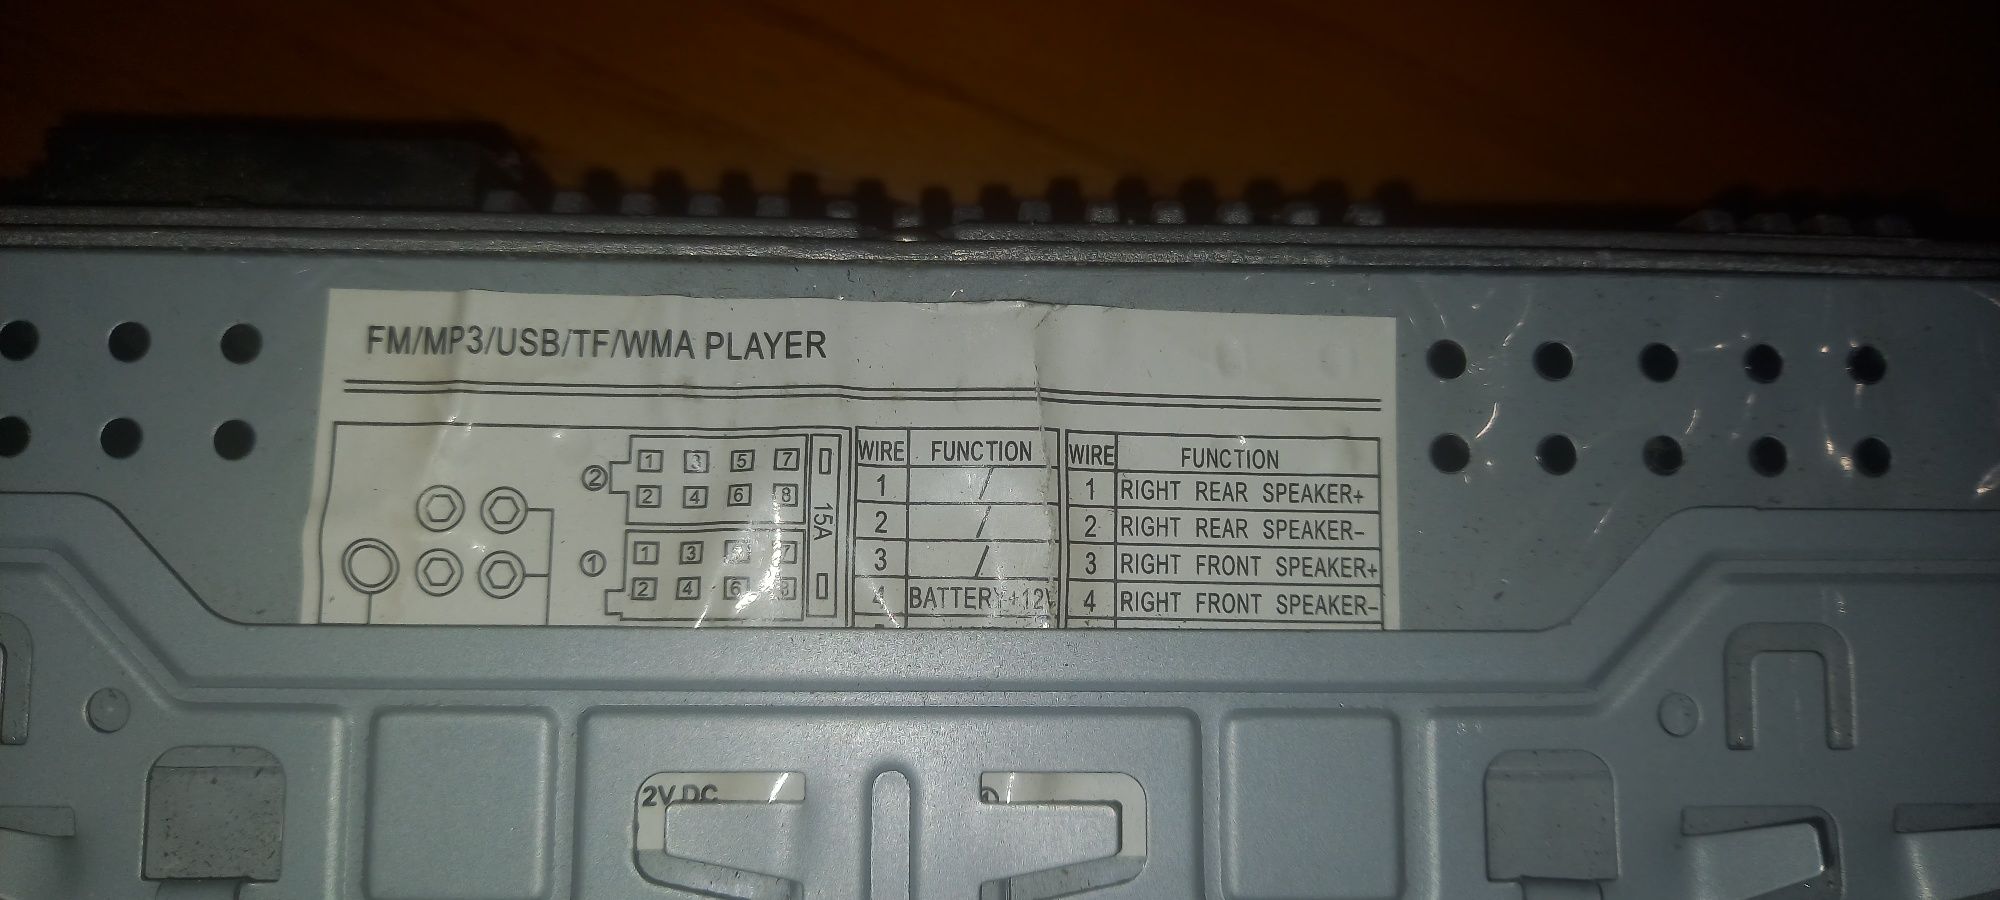 FM/MP3/USB/TF/WMA PLAYER
② 1 3 5 7
2 4 6 8
① 1 3 7
2 4 6 8
15A
WIRE FUNCTION
1 /
2 /
3 /
4 BATTERY+12V
WIRE FUNCTION
1 RIGHT REAR SPEAKER+
2 RIGHT REAR SPEAKER-
3 RIGHT FRONT SPEAKER+
4 RIGHT FRONT SPEAKER-
2V DC